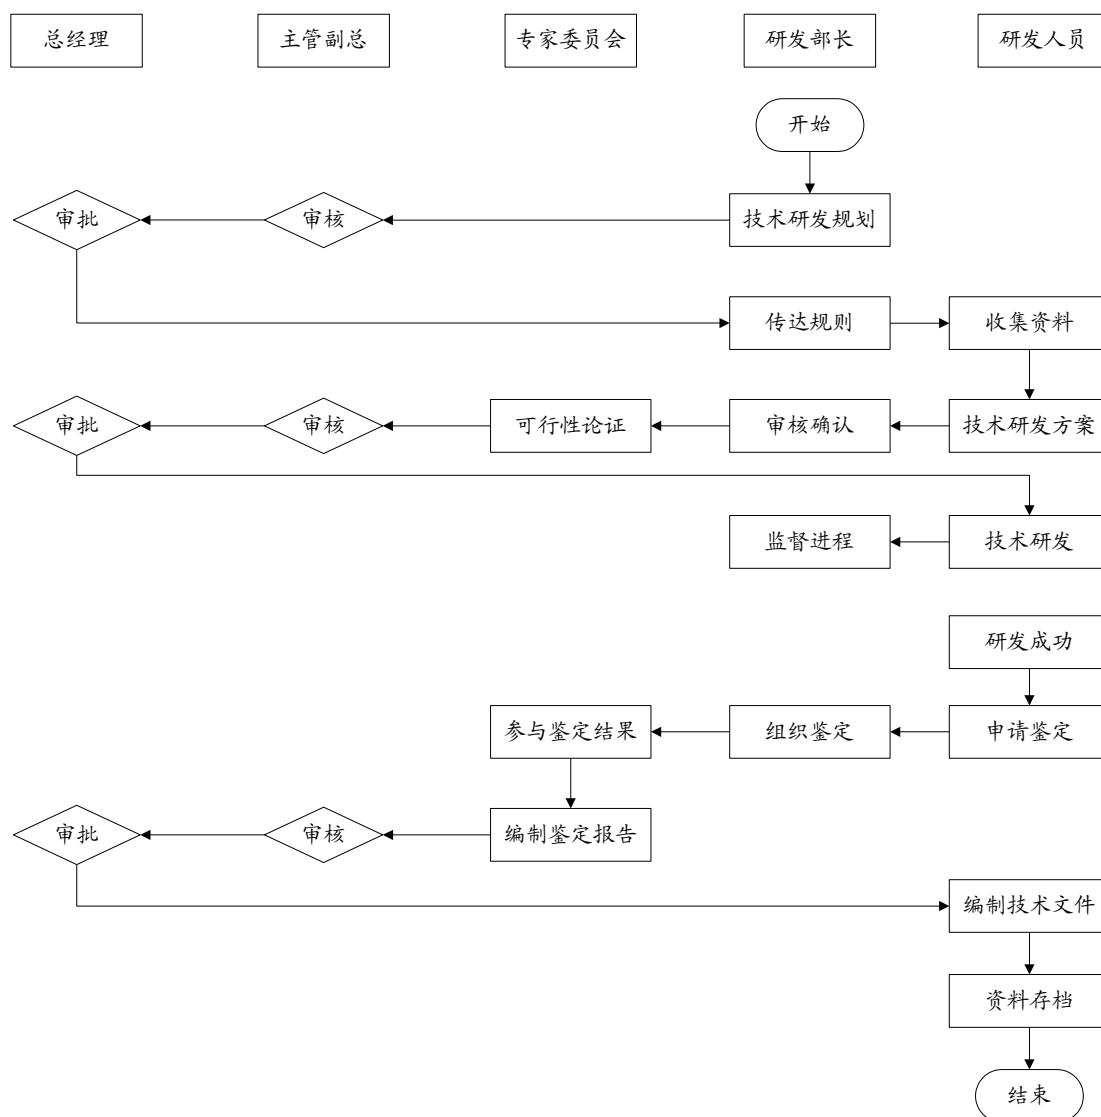 总经理
主管副总
专家委员会
研发部长
研发人员
开始
审批
审核
技术研发规划
传达规则
收集资料
审批
审核
可行性论证
审核确认
技术研发方案
监督进程
技术研发
研发成功
参与鉴定结果
组织鉴定
申请鉴定
审批
审核
编制鉴定报告
编制技术文件
资料存档
结束